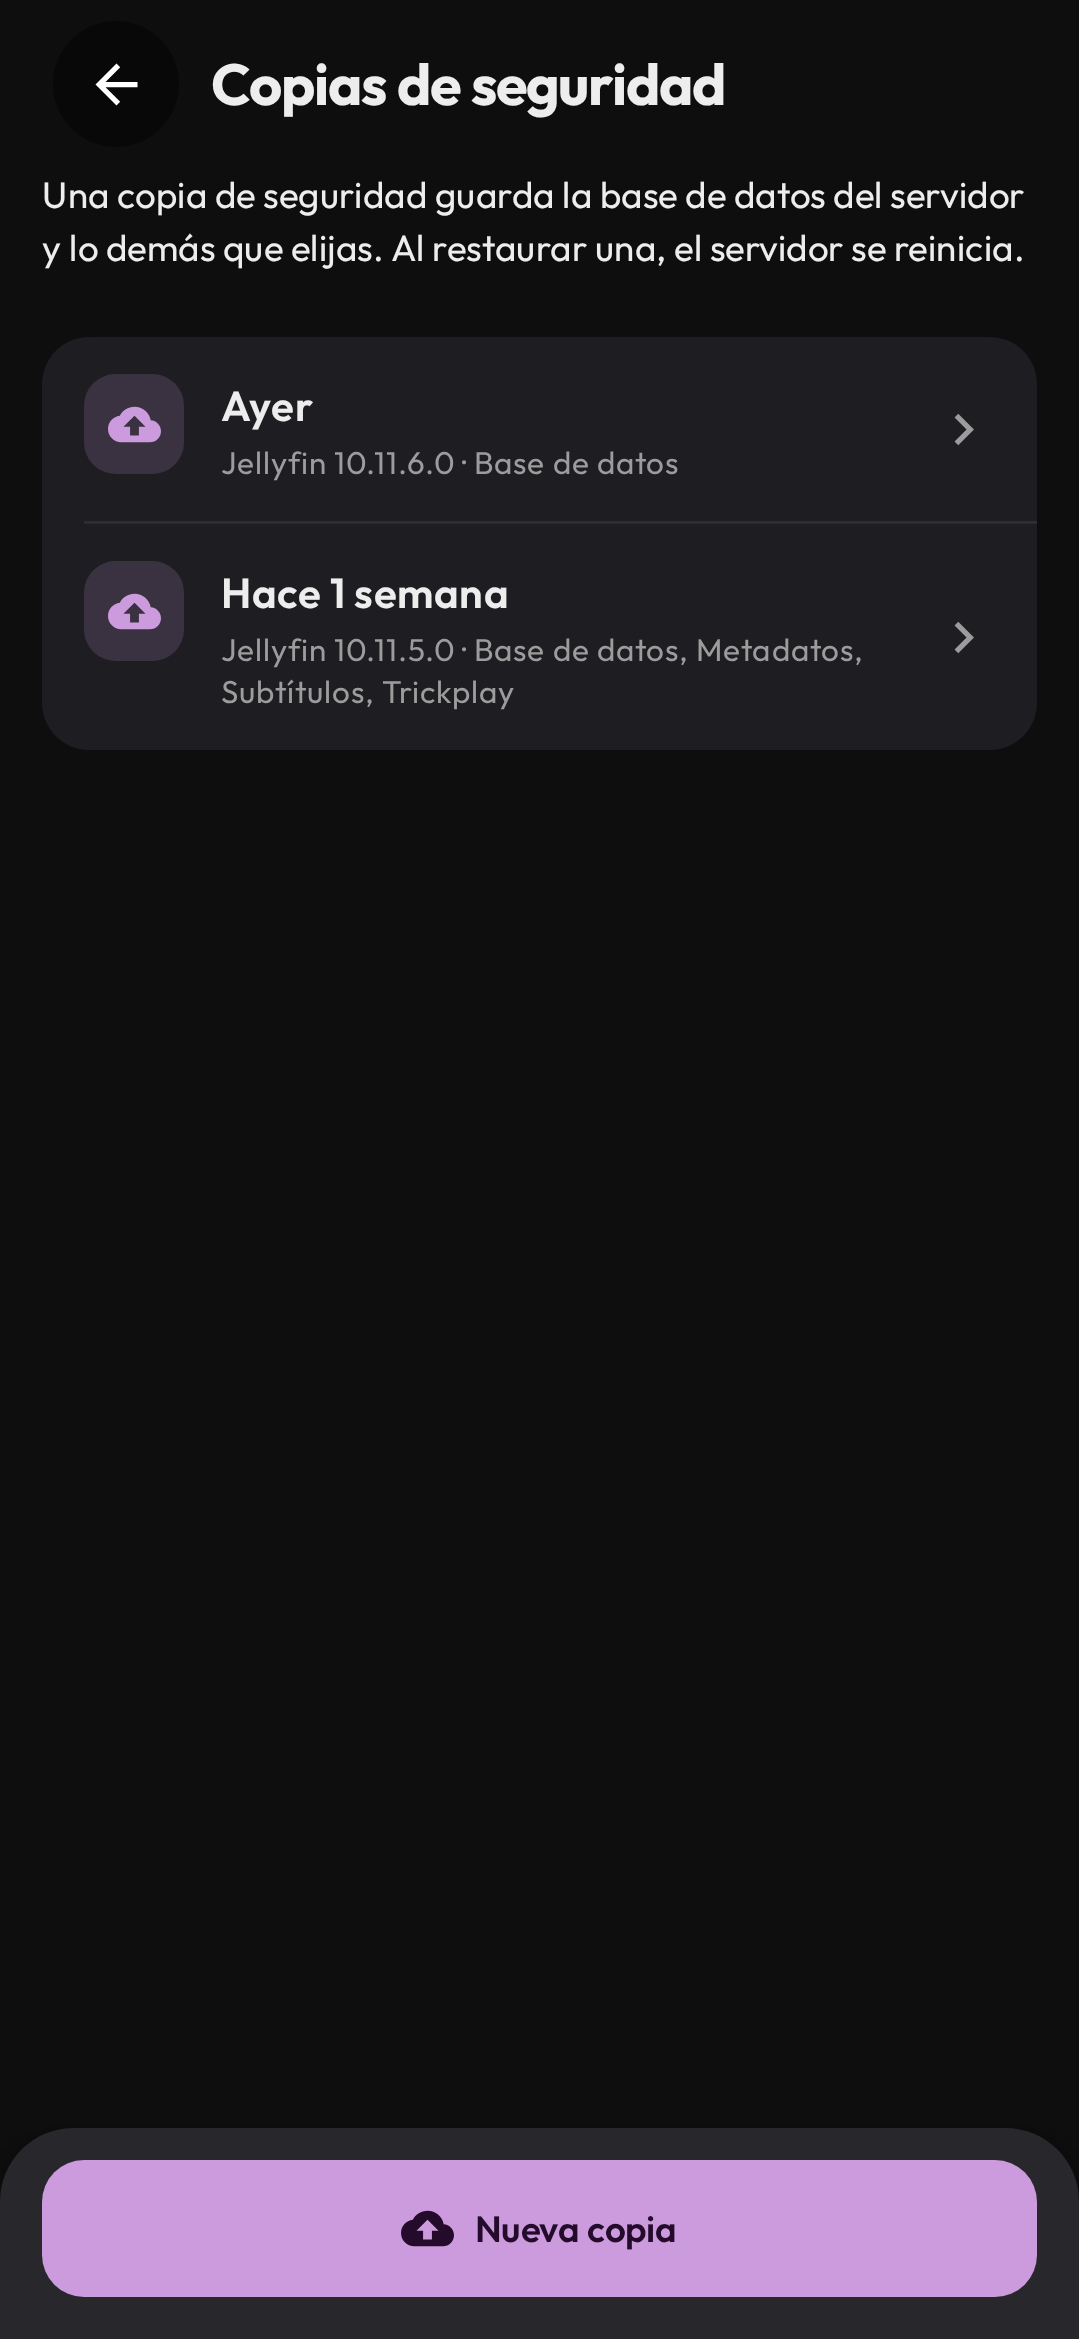 Copias de seguridad
Una copia de seguridad guarda la base de datos del servidor
y lo demás que elijas. Al restaurar una, el servidor se reinicia.
Ayer
Jellyfin 10.11.6.0 · Base de datos
Hace 1 semana
Jellyfin 10.11.5.0 · Base de datos, Metadatos,
Subtítulos, Trickplay
Nueva copia